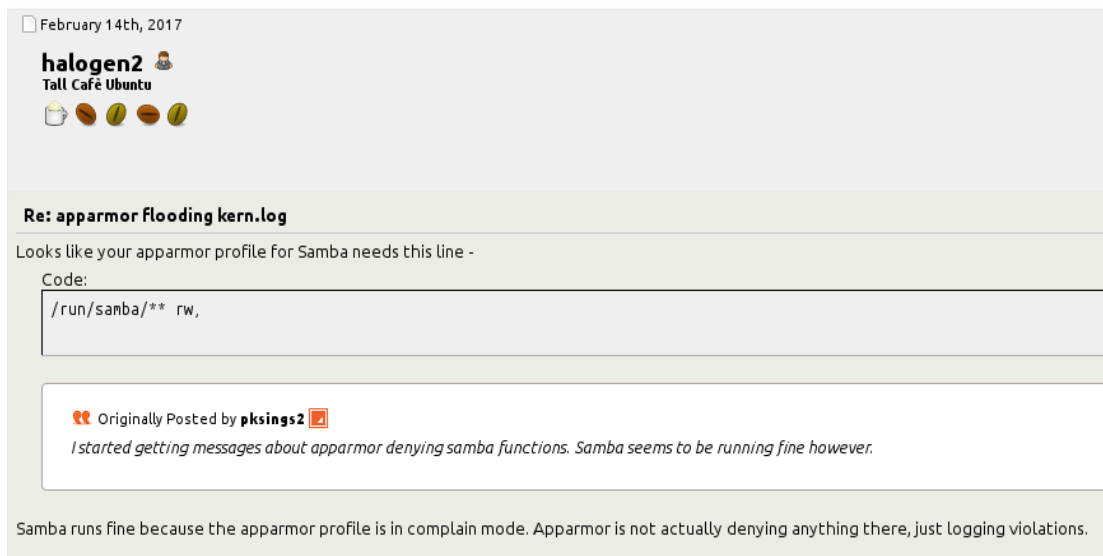 February 14th, 2017
halogen2
Tall Cafè Ubuntu
Re: apparmor flooding kern.log
Looks like your apparmor profile for Samba needs this line -
Code:
/run/samba/** rw,
Originally Posted by pksings2
I started getting messages about apparmor denying samba functions. Samba seems to be running fine however.
Samba runs fine because the apparmor profile is in complain mode. Apparmor is not actually denying anything there, just logging violations.